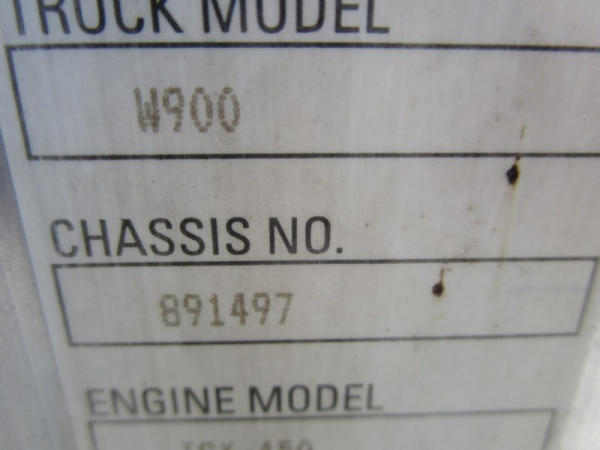 TRUCK MODEL
W900
CHASSIS NO.
891497
ENGINE MODEL